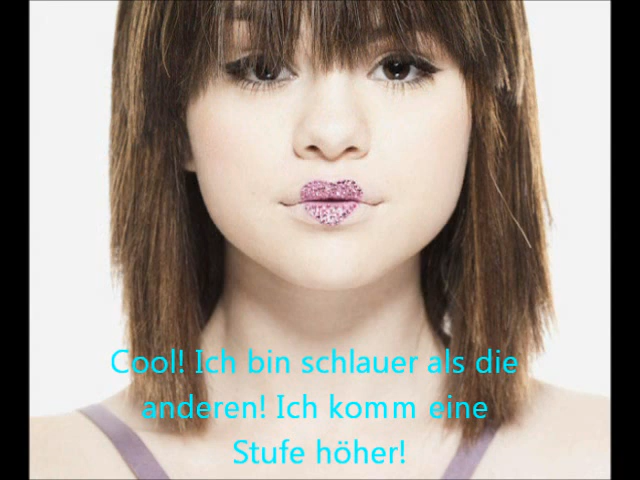 Cool! Ich bin schlauer als die
anderen! Ich komm eine
Stufe höher!